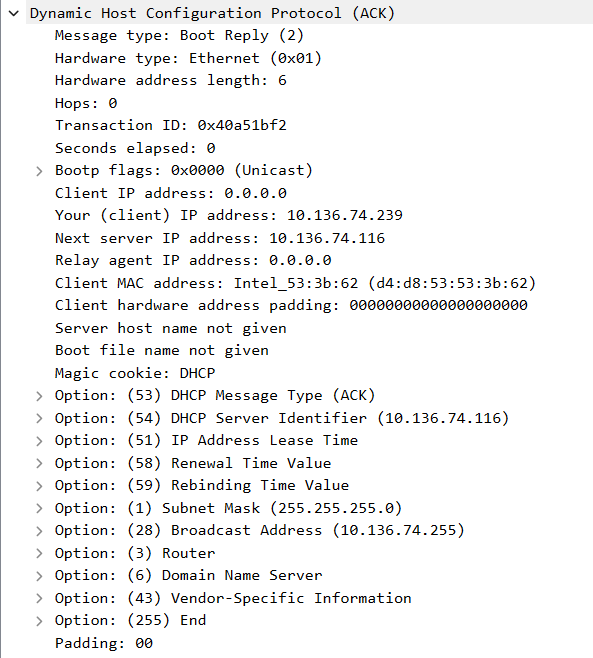 Dynamic Host Configuration Protocol (ACK)
Message type: Boot Reply (2)
Hardware type: Ethernet (0x01)
Hardware address length: 6
Hops: 0
Transaction ID: 0x40a51bf2
Seconds elapsed: 0
Bootp flags: 0x0000 (Unicast)
Client IP address: 0.0.0.0
Your (client) IP address: 10.136.74.239
Next server IP address: 10.136.74.116
Relay agent IP address: 0.0.0.0
Client MAC address: Intel_53:3b:62 (d4:d8:53:53:3b:62)
Client hardware address padding: 00000000000000000000
Server host name not given
Boot file name not given
Magic cookie: DHCP
Option: (53) DHCP Message Type (ACK)
Option: (54) DHCP Server Identifier (10.136.74.116)
Option: (51) IP Address Lease Time
Option: (58) Renewal Time Value
Option: (59) Rebinding Time Value
Option: (1) Subnet Mask (255.255.255.0)
Option: (28) Broadcast Address (10.136.74.255)
Option: (3) Router
Option: (6) Domain Name Server
Option: (43) Vendor-Specific Information
Option: (255) End
Padding: 00